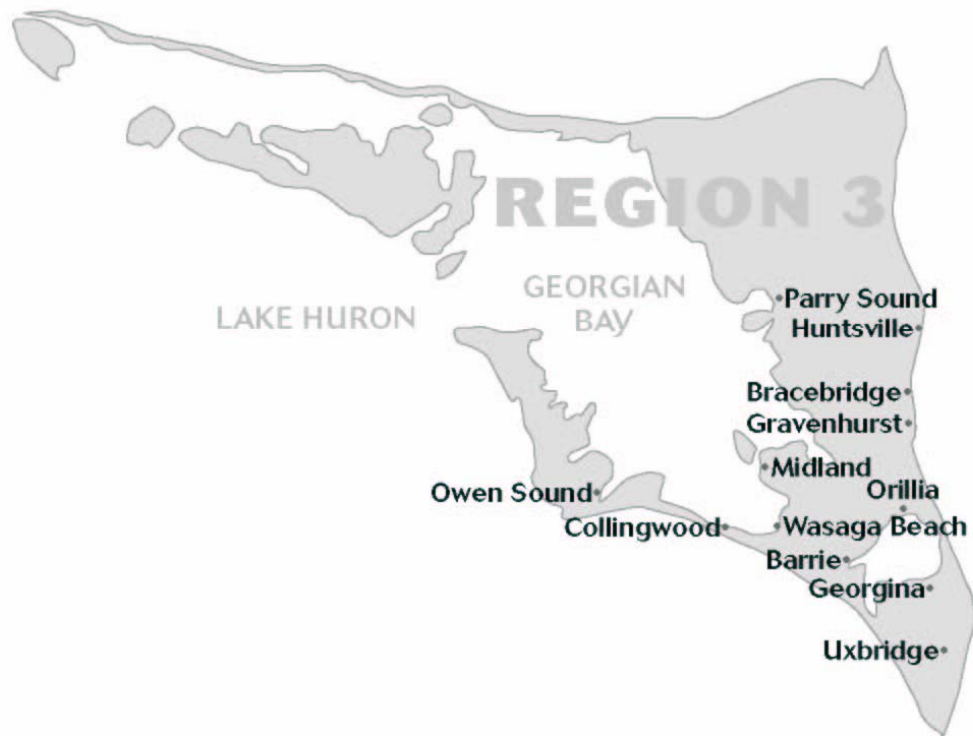 REGION 3
GEORGIAN
BAY
LAKE HURON
Parry Sound
Huntsville
Bracebridge
Gravenhurst
Midland
Owen Sound
Orillia
Collingwood
Wasaga Beach
Barrie
Georgina
Uxbridge